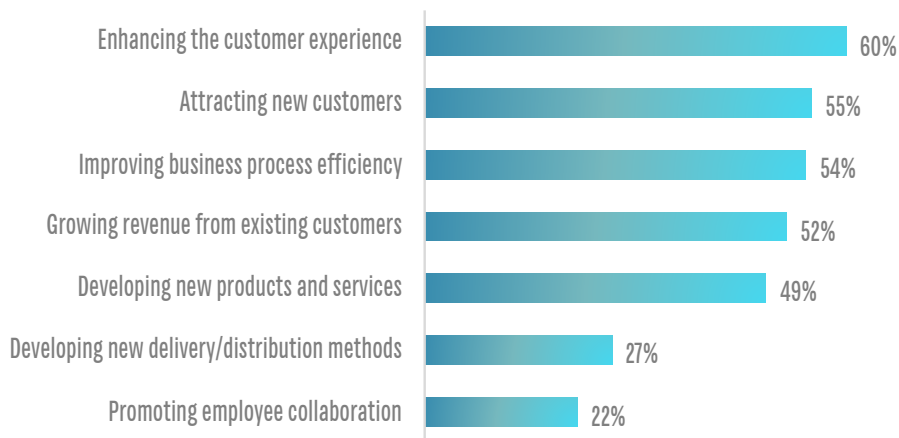 Enhancing the customer experience 60%
Attracting new customers 55%
Improving business process efficiency 54%
Growing revenue from existing customers 52%
Developing new products and services 49%
Developing new delivery/distribution methods 27%
Promoting employee collaboration 22%